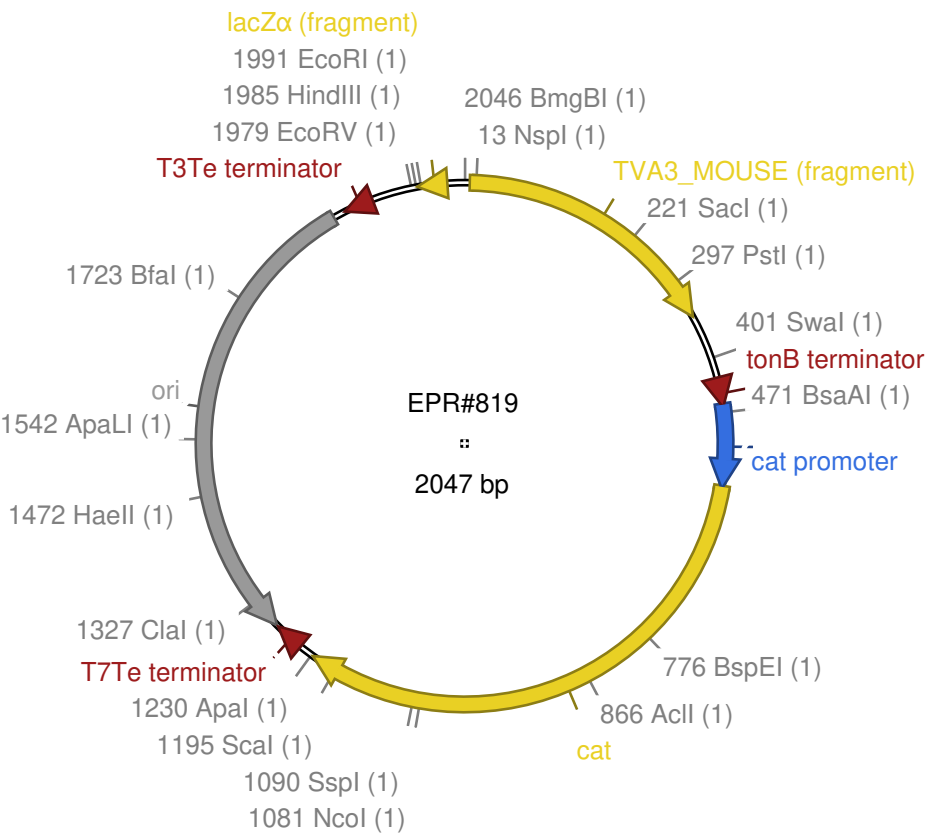 lacZα (fragment)
1991 EcoRI (1)
1985 HindIII (1)
1979 EcoRV (1)
T3Te terminator
2046 BmgBI (1)
13 NspI (1)
TVA3_MOUSE (fragment)
221 SacI (1)
297 PstI (1)
401 SwaI (1)
tonB terminator
471 BsaAI (1)
cat promoter
1723 BfaI (1)
ori
1542 ApaLI (1)
1472 HaeII (1)
EPR#819
2047 bp
1327 ClaI (1)
T7Te terminator
1230 ApaI (1)
1195 ScaI (1)
1090 SspI (1)
1081 NcoI (1)
776 BspEI (1)
866 AclI (1)
cat